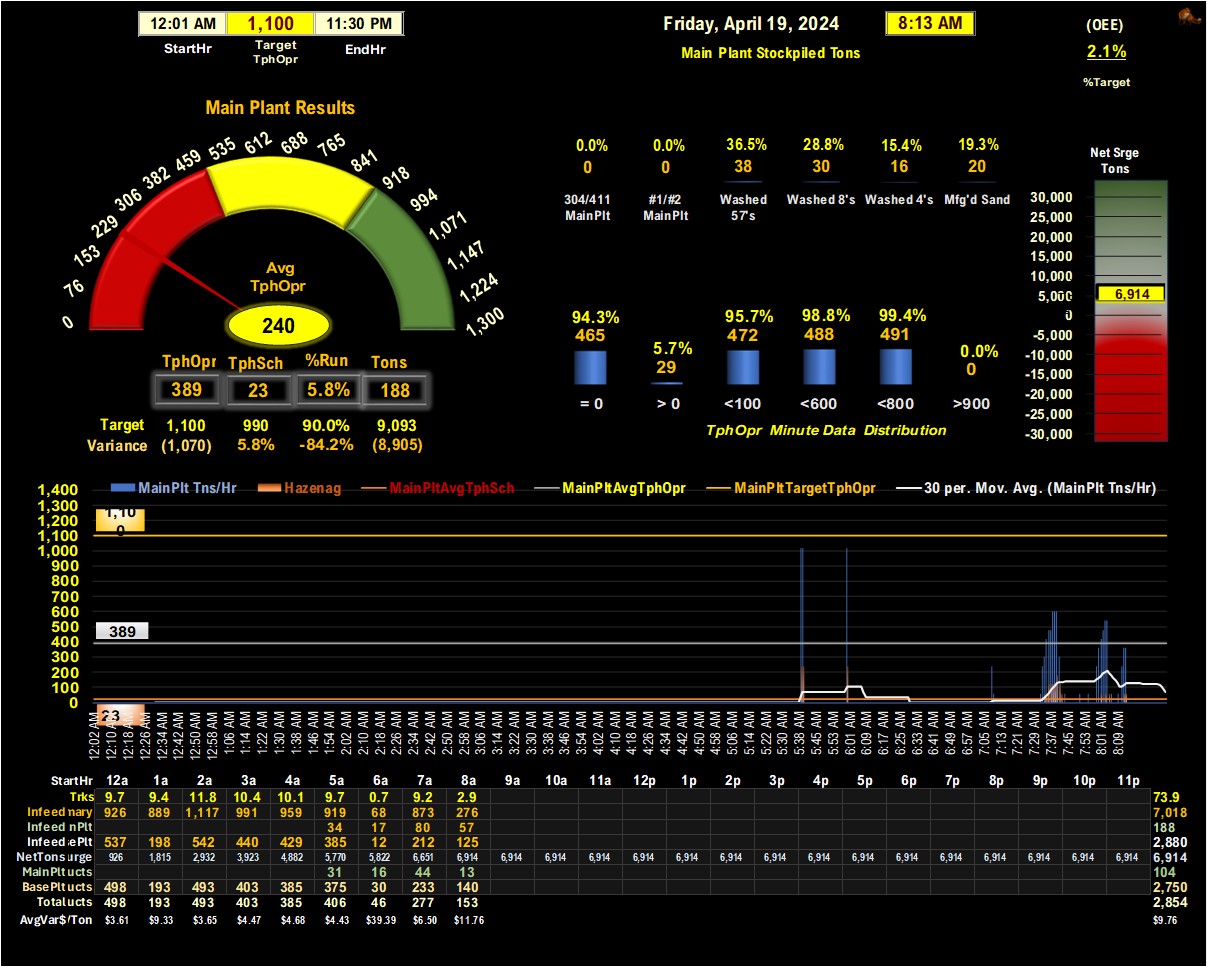 12:01 AM 1,100 11:30 PM
StartHr Target TphOpr EndHr
Friday, April 19, 2024 8:13 AM
Main Plant Stockpiled Tons
(OEE)
2.1%
%Target
Main Plant Results
0 76 153 229 306 382 459 535 612 688 765 841 918 994 1,071 1,147 1,224 1,300
Avg
TphOpr
240
TphOpr TphSch %Run Tons
389 23 5.8% 188
Target 1,100 990 90.0% 9,093
Variance (1,070) 5.8% -84.2% (8,905)
0.0% 0.0% 36.5% 28.8% 15.4% 19.3%
0 0 38 30 16 20
304/411 MainPlt #1/#2 MainPlt Washed 57's Washed 8's Washed 4's Mfg'd Sand
94.3% 5.7% 95.7% 98.8% 99.4% 0.0%
465 29 472 488 491 0
= 0 > 0 <100 <600 <800 >900
TphOpr Minute Data Distribution
Net Srge
Tons
30,000
25,000
20,000
15,000
10,000
5,000
6,914
0
-5,000
-10,000
-15,000
-20,000
-25,000
-30,000
MainPlt Tns/Hr Hazenag MainPltAvgTphSch MainPltAvgTphOpr MainPltTargetTphOpr 30 per. Mov. Avg. (MainPlt Tns/Hr)
1,400
1,300
1,200
1,100
1,000
900
800
700
600
500
400
300
200
100
0
1,100
389
23
12:02 AM 12:10 AM 12:18 AM 12:26 AM 12:34 AM 12:42 AM 12:50 AM 12:58 AM 1:06 AM 1:14 AM 1:22 AM 1:30 AM 1:38 AM 1:46 AM 1:54 AM 2:02 AM 2:10 AM 2:18 AM 2:26 AM 2:34 AM 2:42 AM 2:50 AM 2:58 AM 3:06 AM 3:14 AM 3:22 AM 3:30 AM 3:38 AM 3:46 AM 3:54 AM 4:02 AM 4:10 AM 4:18 AM 4:26 AM 4:34 AM 4:42 AM 4:50 AM 4:58 AM 5:06 AM 5:14 AM 5:22 AM 5:30 AM 5:38 AM 5:45 AM 5:53 AM 6:01 AM 6:09 AM 6:17 AM 6:25 AM 6:33 AM 6:41 AM 6:49 AM 6:57 AM 7:05 AM 7:13 AM 7:21 AM 7:29 AM 7:37 AM 7:45 AM 7:53 AM 8:01 AM 8:09 AM
StartHr 12a 1a 2a 3a 4a 5a 6a 7a 8a 9a 10a 11a 12p 1p 2p 3p 4p 5p 6p 7p 8p 9p 10p 11p
Trks 9.7 9.4 11.8 10.4 10.1 9.7 0.7 9.2 2.9 73.9
Infeed mary 926 889 1,117 991 959 919 68 873 276 7,018
Infeed nPlt 34 17 80 57 188
Infeed ePlt 537 198 542 440 429 385 12 212 125 2,880
NetTons urge 926 1,815 2,932 3,923 4,882 5,770 5,822 6,651 6,914 6,914 6,914 6,914 6,914 6,914 6,914 6,914 6,914 6,914 6,914 6,914 6,914 6,914 6,914 6,914 6,914
MainPlt ucts 31 16 44 13 104
BasePlt ucts 498 193 493 403 385 375 30 233 140 2,750
Total ucts 498 193 493 403 385 406 46 277 153 2,854
AvgVar$/Ton $3.61 $9.33 $3.65 $4.47 $4.68 $4.43 $39.39 $6.50 $11.76 $9.76